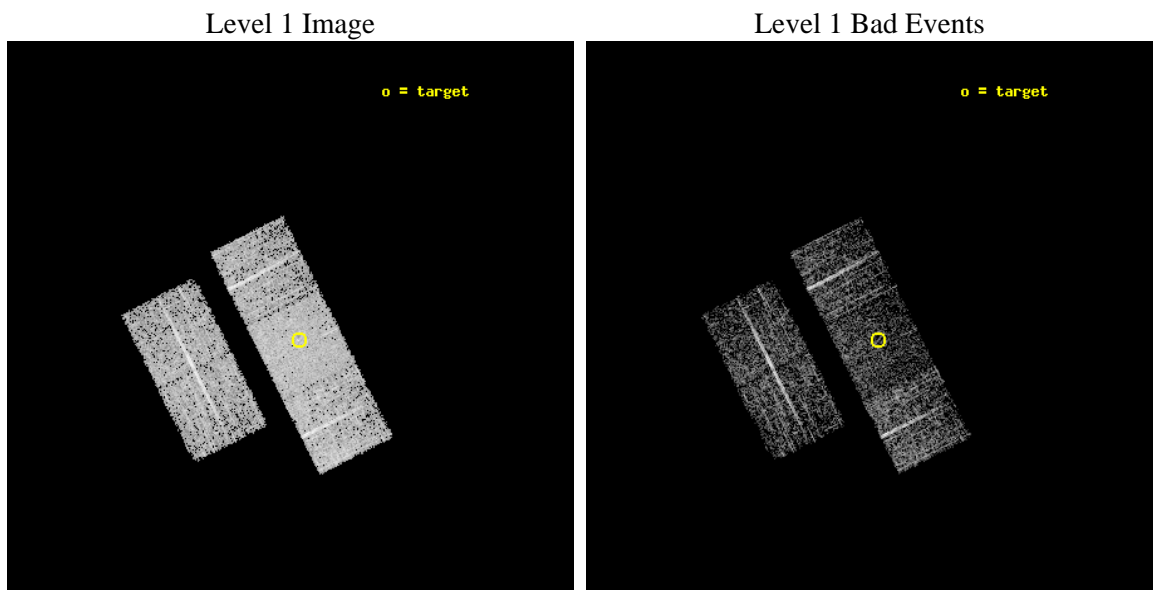 Level 1 Image
Level 1 Bad Events
o = target
o = target